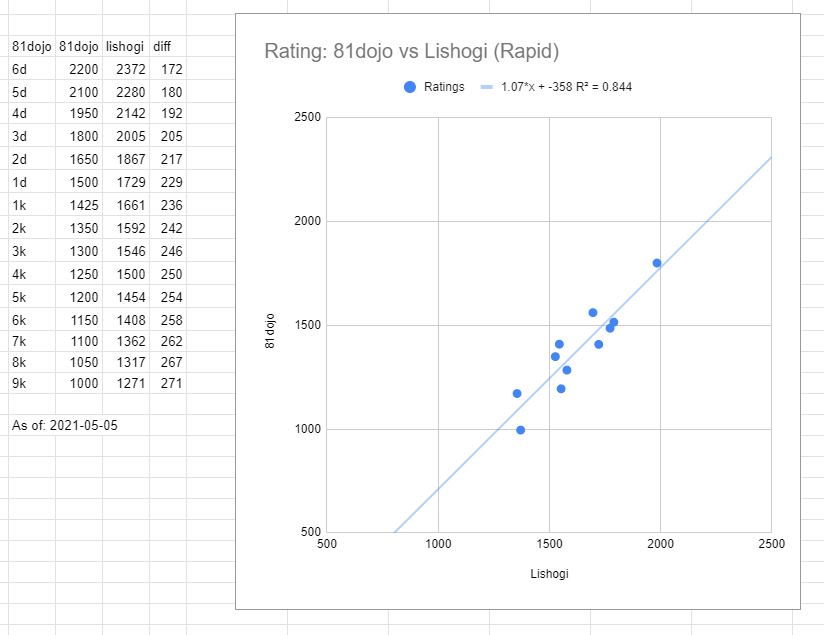 81dojo 81dojo lishogi diff
6d 2200 2372 172
5d 2100 2280 180
4d 1950 2142 192
3d 1800 2005 205
2d 1650 1867 217
1d 1500 1729 229
1k 1425 1661 236
2k 1350 1592 242
3k 1300 1546 246
4k 1250 1500 250
5k 1200 1454 254
6k 1150 1408 258
7k 1100 1362 262
8k 1050 1317 267
9k 1000 1271 271
As of: 2021-05-05
Rating: 81dojo vs Lishogi (Rapid)
Ratings 1.07*x + -358 R² = 0.844
2500
2000
1500
1000
500
81dojo
500 1000 1500 2000 2500
Lishogi